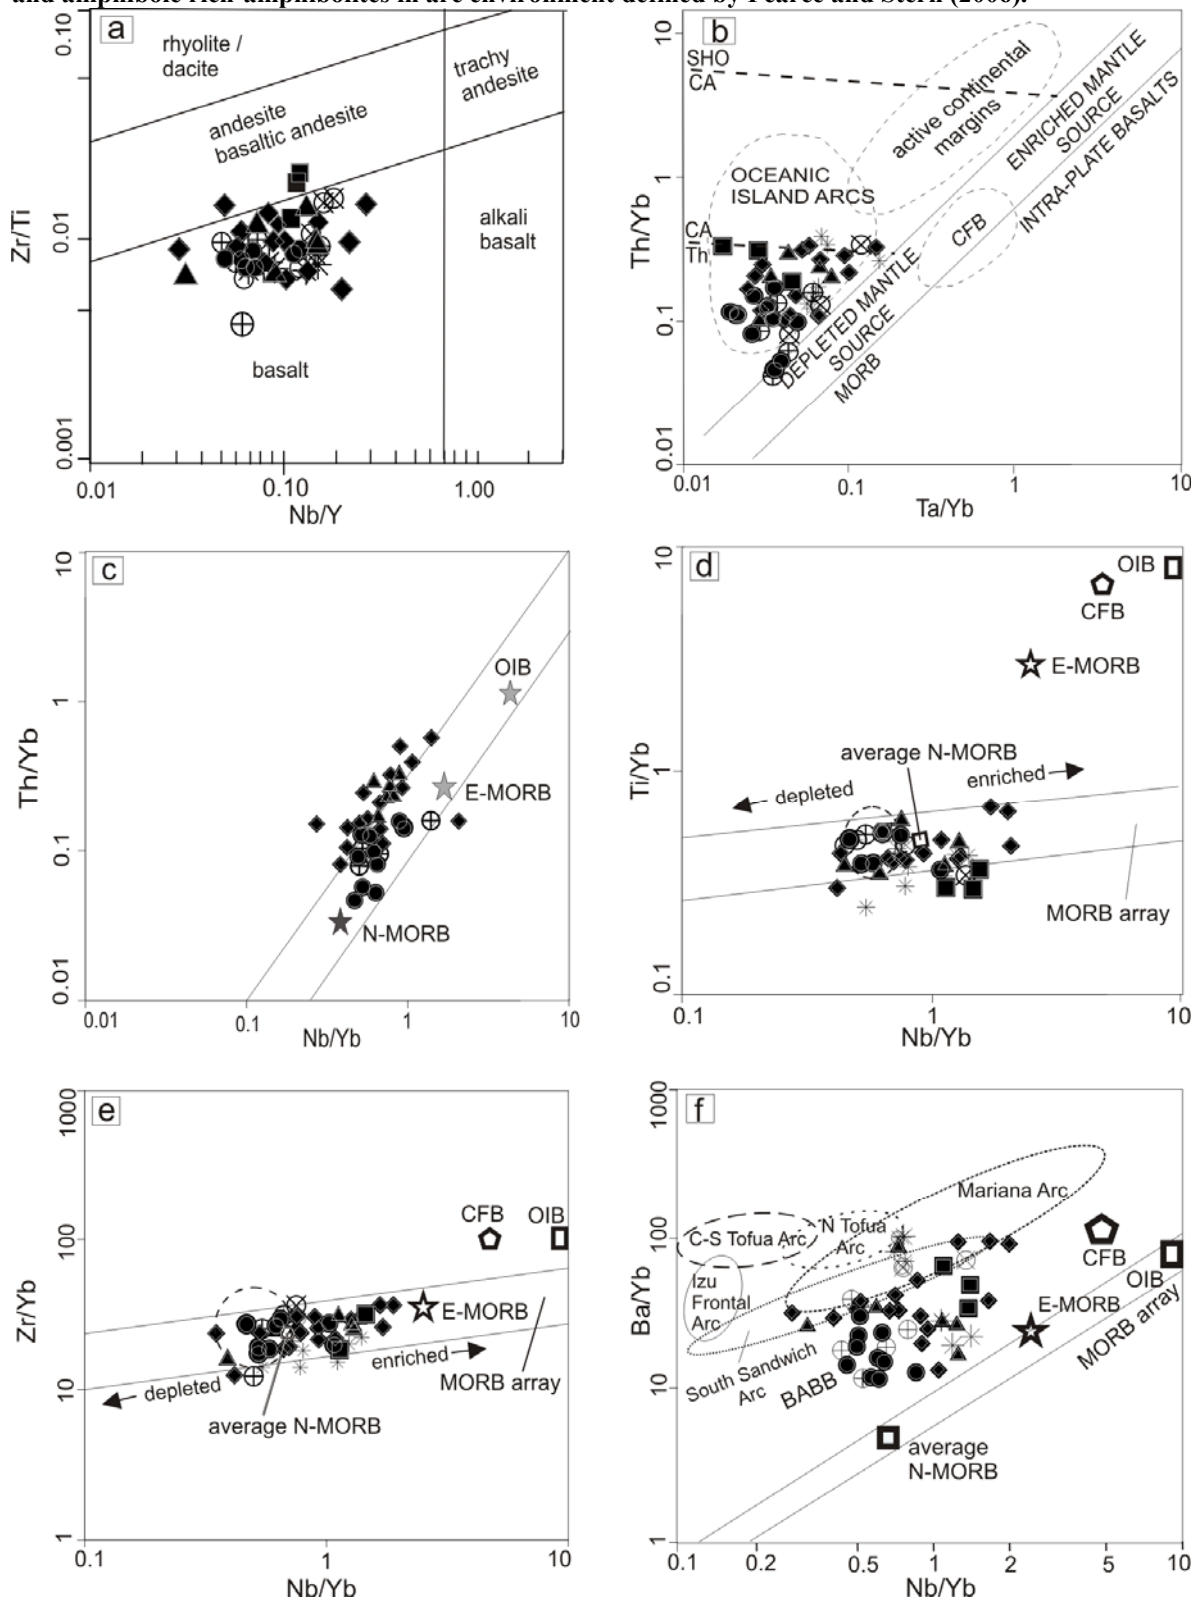 and amphibole rich amphibolites in arc environment defined by Pearce and Stern (2006).
a
rhyolite /
dacite
trachy
andesite
andesite
basaltic andesite
alkali
basalt
basalt
Zr/Ti
0.10
0.01
0.001
0.01
0.10
1.00
Nb/Y
b
SHO
CA
active continental
margins
ENRICHED MANTLE
SOURCE
INTRA-PLATE BASALTS
OCEANIC
ISLAND ARCS
CFB
CA
Th
DEPLETED MANTLE
SOURCE
MORB
Th/Yb
10
1
0.1
0.01
0.01
0.1
1
10
Ta/Yb
c
OIB
E-MORB
N-MORB
Th/Yb
10
1
0.1
0.01
0.01
0.1
1
10
Nb/Yb
d
OIB
CFB
E-MORB
average N-MORB
depleted
enriched
MORB array
Ti/Yb
10
1
0.1
0.1
1
10
Nb/Yb
e
CFB
OIB
E-MORB
enriched
MORB array
depleted
average N-MORB
Zr/Yb
1000
100
10
1
0.1
1
10
Nb/Yb
f
Mariana Arc
C-S Tofua Arc
N Tofua
Arc
CFB
OIB
Izu
Frontal
Arc
E-MORB
MORB array
South Sandwich
Arc
BABB
average
N-MORB
Ba/Yb
1000
100
10
1
0.1
0.2
0.5
1
2
5
10
Nb/Yb